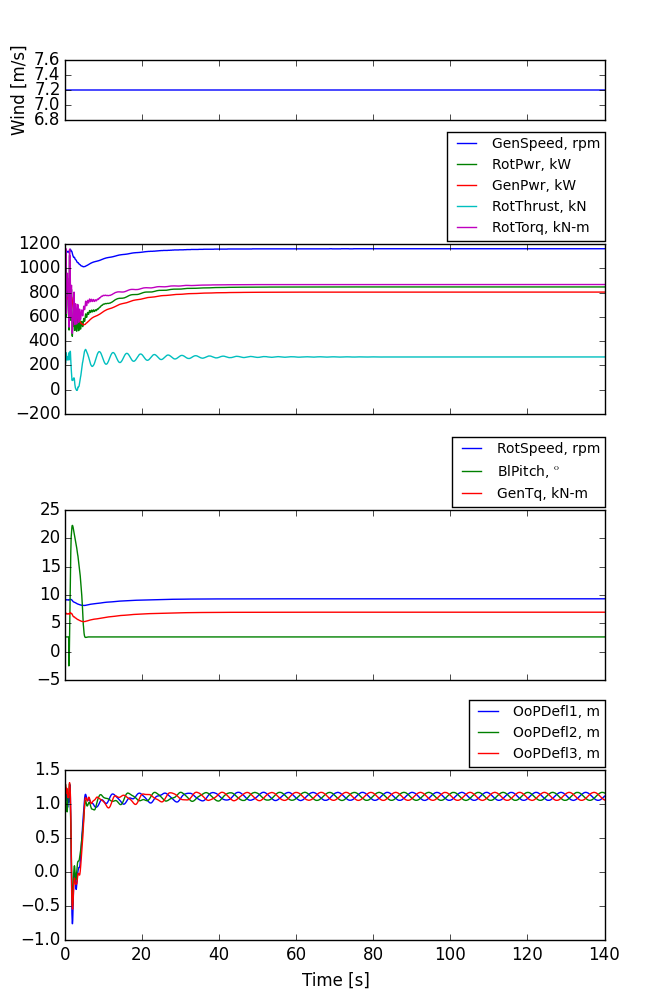 Wind [m/s]
7.6
7.4
7.2
7.0
6.8
GenSpeed, rpm
RotPwr, kW
GenPwr, kW
RotThrust, kN
RotTorq, kN-m
1200
1000
800
600
400
200
0
−200
RotSpeed, rpm
BlPitch, °
GenTq, kN-m
25
20
15
10
5
0
−5
OoPDefl1, m
OoPDefl2, m
OoPDefl3, m
1.5
1.0
0.5
0.0
−0.5
−1.0
0 20 40 60 80 100 120 140
Time [s]